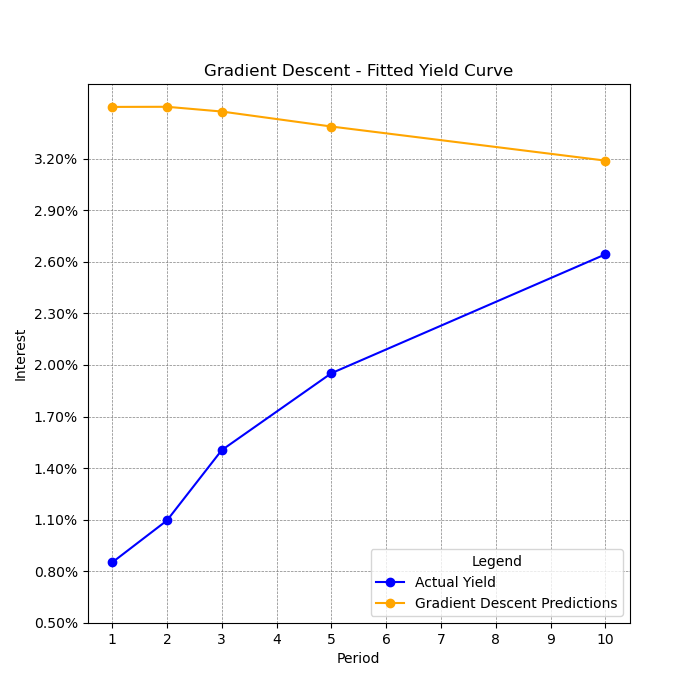 Gradient Descent - Fitted Yield Curve
3.20%
2.90%
2.60%
2.30%
2.00%
1.70%
1.40%
1.10%
0.80%
0.50%
Interest
Legend
Actual Yield
Gradient Descent Predictions
1 2 3 4 5 6 7 8 9 10
Period